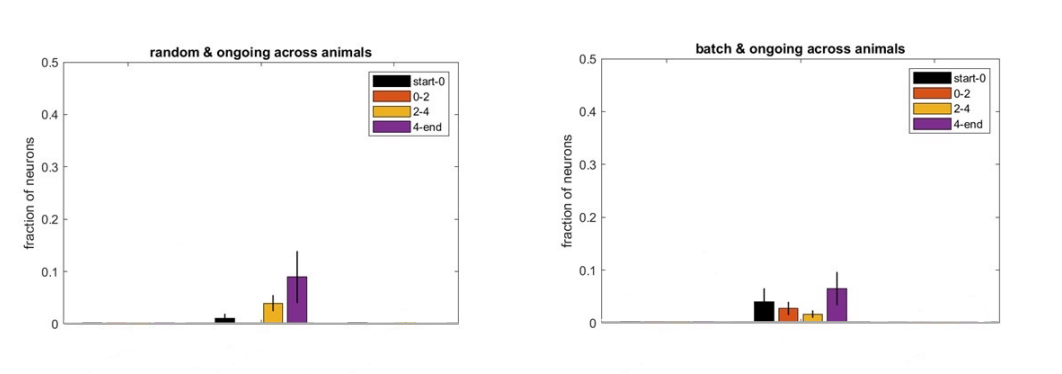 random & ongoing across animals
fraction of neurons
0.5
0.4
0.3
0.2
0.1
0
start-0
0-2
2-4
4-end
batch & ongoing across animals
fraction of neurons
0.5
0.4
0.3
0.2
0.1
0
start-0
0-2
2-4
4-end